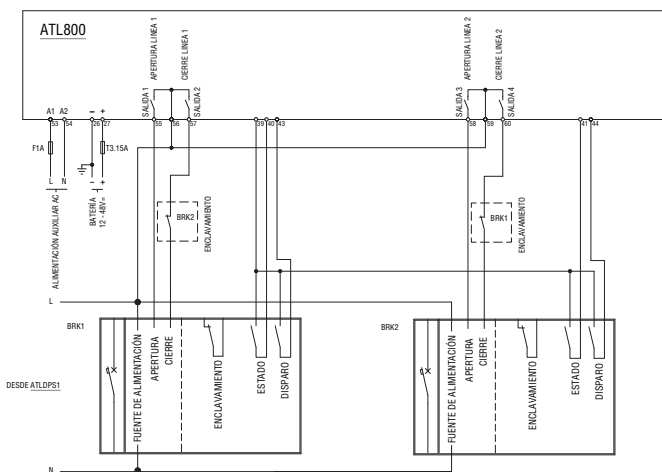 ATL800
APERTURA LINEA 1
CIERRE LINEA 1
APERTURA LINEA 2
CIERRE LINEA 2
SALIDA 1
SALIDA 2
SALIDA 3
SALIDA 4
A1 A2 – +
53 54 26 27 55 56 57 39 40 43 58 59 60 41 44
F1A
T3.15A
L N – +
ALIMENTACIÓN AUXILIAR AC
BATERÍA
12 - 48V=
BRK2
ENCLAVAMIENTO
BRK1
ENCLAVAMIENTO
L
BRK1
FUENTE DE ALIMENTACIÓN
APERTURA
CIERRE
ENCLAVAMIENTO
ESTADO
DISPARO
BRK2
FUENTE DE ALIMENTACIÓN
APERTURA
CIERRE
ENCLAVAMIENTO
ESTADO
DISPARO
DESDE ATLDPS1
N